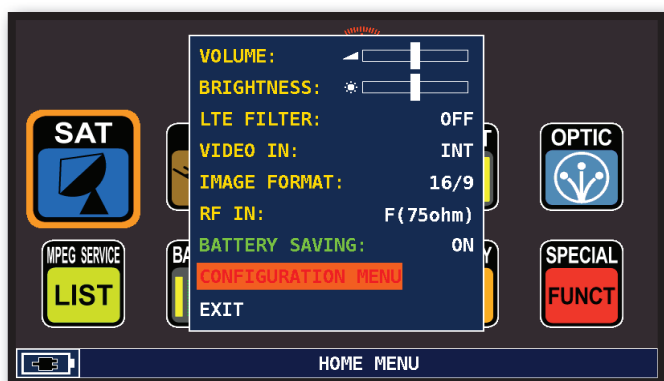 VOLUME:
BRIGHTNESS:
LTE FILTER: OFF
VIDEO IN: INT
IMAGE FORMAT: 16/9
RF IN: F(75ohm)
BATTERY SAVING: ON
CONFIGURATION MENU
EXIT
SAT
OPTIC
MPEG SERVICE
LIST
BA
Y
SPECIAL
FUNCT
HOME MENU